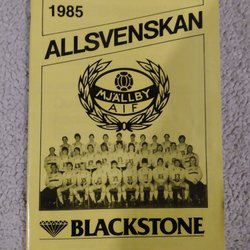 1985
ALLSVENSKAN
MJÄLLBY
AIF
BLACKSTONE